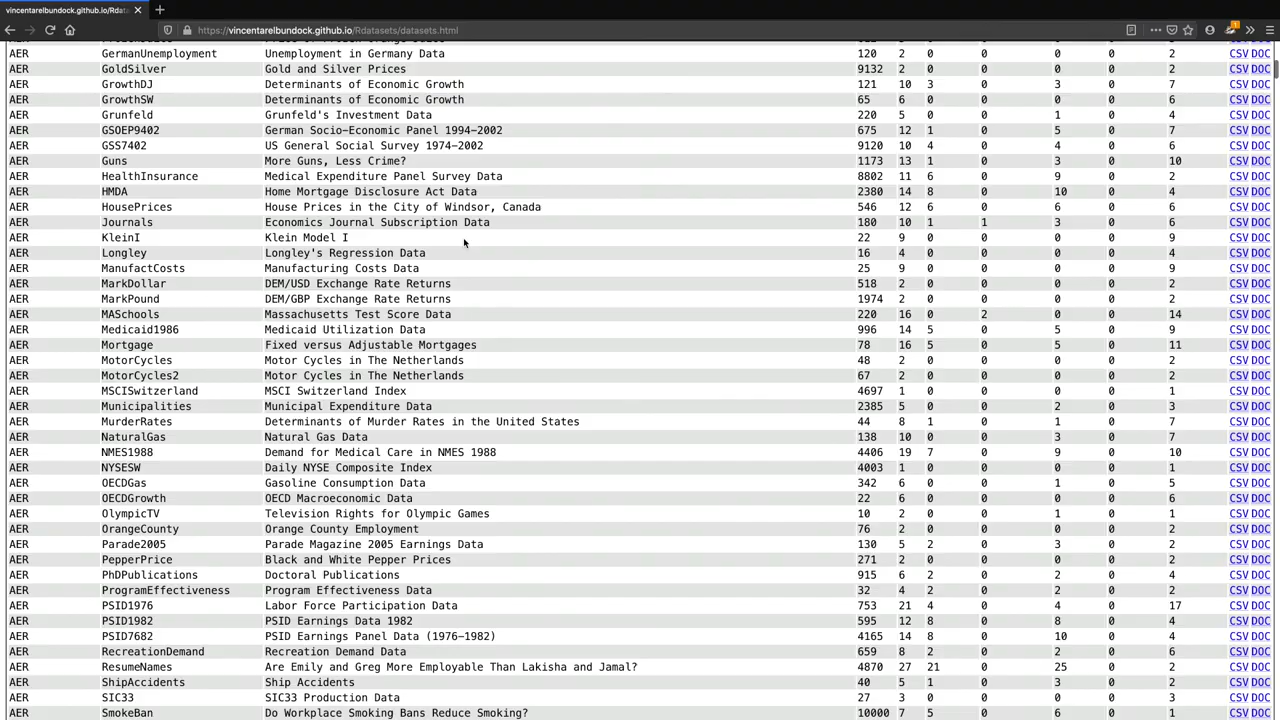 vincentarelbundock.github.io/Rdata
https://vincentarelbundock.github.io/Rdatasets/datasets.html
AER GermanUnemployment Unemployment in Germany Data 120 2 0 0 0 0 2 CSV DOC
AER GoldSilver Gold and Silver Prices 9132 2 0 0 0 0 2 CSV DOC
AER GrowthDJ Determinants of Economic Growth 121 10 3 0 3 0 7 CSV DOC
AER GrowthSW Determinants of Economic Growth 65 6 0 0 0 0 6 CSV DOC
AER Grunfeld Grunfeld's Investment Data 220 5 0 0 1 0 4 CSV DOC
AER GSOEP9402 German Socio-Economic Panel 1994-2002 675 12 1 0 5 0 7 CSV DOC
AER GSS7402 US General Social Survey 1974-2002 9120 10 4 0 4 0 6 CSV DOC
AER Guns More Guns, Less Crime? 1173 13 1 0 3 0 10 CSV DOC
AER HealthInsurance Medical Expenditure Panel Survey Data 8802 11 6 0 9 0 2 CSV DOC
AER HMDA Home Mortgage Disclosure Act Data 2380 14 8 0 10 0 4 CSV DOC
AER HousePrices House Prices in the City of Windsor, Canada 546 12 6 0 6 0 6 CSV DOC
AER Journals Economics Journal Subscription Data 180 10 1 1 3 0 6 CSV DOC
AER KleinI Klein Model I 22 9 0 0 0 0 9 CSV DOC
AER Longley Longley's Regression Data 16 4 0 0 0 0 4 CSV DOC
AER ManufactCosts Manufacturing Costs Data 25 9 0 0 0 0 9 CSV DOC
AER MarkDollar DEM/USD Exchange Rate Returns 518 2 0 0 0 0 2 CSV DOC
AER MarkPound DEM/GBP Exchange Rate Returns 1974 2 0 0 0 0 2 CSV DOC
AER MASchools Massachusetts Test Score Data 220 16 0 2 0 0 14 CSV DOC
AER Medicaid1986 Medicaid Utilization Data 996 14 5 0 5 0 9 CSV DOC
AER Mortgage Fixed versus Adjustable Mortgages 78 16 5 0 5 0 11 CSV DOC
AER MotorCycles Motor Cycles in The Netherlands 48 2 0 0 0 0 2 CSV DOC
AER MotorCycles2 Motor Cycles in The Netherlands 67 2 0 0 0 0 2 CSV DOC
AER MSCISwitzerland MSCI Switzerland Index 4697 1 0 0 0 0 1 CSV DOC
AER Municipalities Municipal Expenditure Data 2385 5 0 0 2 0 3 CSV DOC
AER MurderRates Determinants of Murder Rates in the United States 44 8 1 0 1 0 7 CSV DOC
AER NaturalGas Natural Gas Data 138 10 0 0 3 0 7 CSV DOC
AER NMES1988 Demand for Medical Care in NMES 1988 4406 19 7 0 9 0 10 CSV DOC
AER NYSESW Daily NYSE Composite Index 4003 1 0 0 0 0 1 CSV DOC
AER OECDGas Gasoline Consumption Data 342 6 0 0 1 0 5 CSV DOC
AER OECDGrowth OECD Macroeconomic Data 22 6 0 0 0 0 6 CSV DOC
AER OlympicTV Television Rights for Olympic Games 10 2 0 0 1 0 1 CSV DOC
AER OrangeCounty Orange County Employment 76 2 0 0 0 0 2 CSV DOC
AER Parade2005 Parade Magazine 2005 Earnings Data 130 5 2 0 3 0 2 CSV DOC
AER PepperPrice Black and White Pepper Prices 271 2 0 0 0 0 2 CSV DOC
AER PhDPublications Doctoral Publications 915 6 2 0 2 0 4 CSV DOC
AER ProgramEffectiveness Program Effectiveness Data 32 4 2 0 2 0 2 CSV DOC
AER PSID1976 Labor Force Participation Data 753 21 4 0 4 0 17 CSV DOC
AER PSID1982 PSID Earnings Data 1982 595 12 8 0 8 0 4 CSV DOC
AER PSID7682 PSID Earnings Panel Data (1976-1982) 4165 14 8 0 10 0 4 CSV DOC
AER RecreationDemand Recreation Demand Data 659 8 2 0 2 0 6 CSV DOC
AER ResumeNames Are Emily and Greg More Employable Than Lakisha and Jamal? 4870 27 21 0 25 0 2 CSV DOC
AER ShipAccidents Ship Accidents 40 5 1 0 3 0 2 CSV DOC
AER SIC33 SIC33 Production Data 27 3 0 0 0 0 3 CSV DOC
AER SmokeBan Do Workplace Smoking Bans Reduce Smoking? 10000 7 5 0 6 0 1 CSV DOC